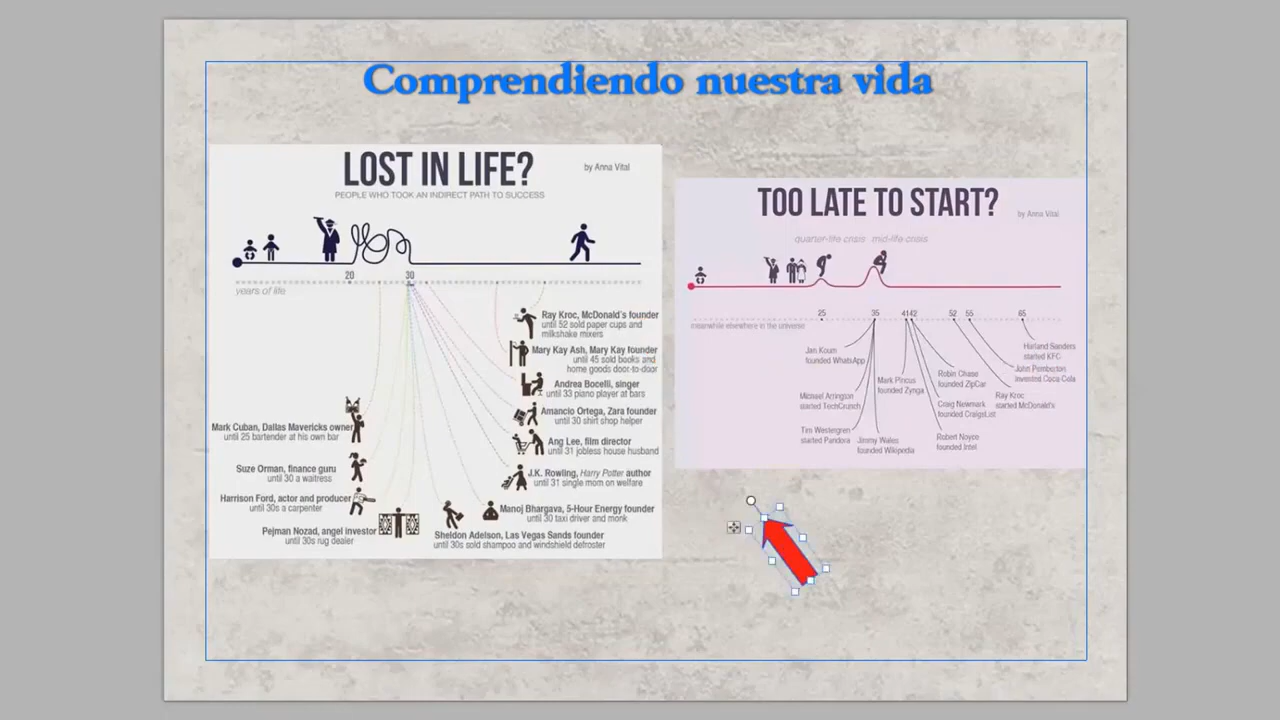 Comprendiendo nuestra vida
LOST IN LIFE?
by Anna Vital
PEOPLE WHO TOOK AN INDIRECT PATH TO SUCCESS
20
30
years of life
Ray Kroc, McDonald's founder
until 52 sold paper cups and
milkshake mixers
Mary Kay Ash, Mary Kay founder
until 45 sold books and
home goods door-to-door
Andrea Bocelli, singer
until 33 piano player at bars
Amancio Ortega, Zara founder
until 30 shirt shop helper
Ang Lee, film director
until 31 jobless house husband
J.K. Rowling, Harry Potter author
until 31 single mom on welfare
Manoj Bhargava, 5-Hour Energy founder
until 30 taxi driver and monk
Sheldon Adelson, Las Vegas Sands founder
until 30s sold shampoo and windshield defroster
Mark Cuban, Dallas Mavericks owner
until 25 bartender at his own bar
Suze Orman, finance guru
until 30 a waitress
Harrison Ford, actor and producer
until 30s a carpenter
Pejman Nozad, angel investor
until 30s rug dealer
TOO LATE TO START?
by Anna Vital
quarter-life crisis mid-life crisis
25
35
41 42
52
55
65
meanwhile elsewhere in the universe
Jan Koum
founded WhatsApp
Michael Arrington
started TechCrunch
Tim Westergren
started Pandora
Jimmy Wales
founded Wikipedia
Mark Pincus
founded Zynga
Robin Chase
founded ZipCar
Craig Newmark
founded CraigsList
Robert Noyce
founded Intel
Ray Kroc
started McDonald's
John Pemberton
invented Coca-Cola
Harland Sanders
started KFC